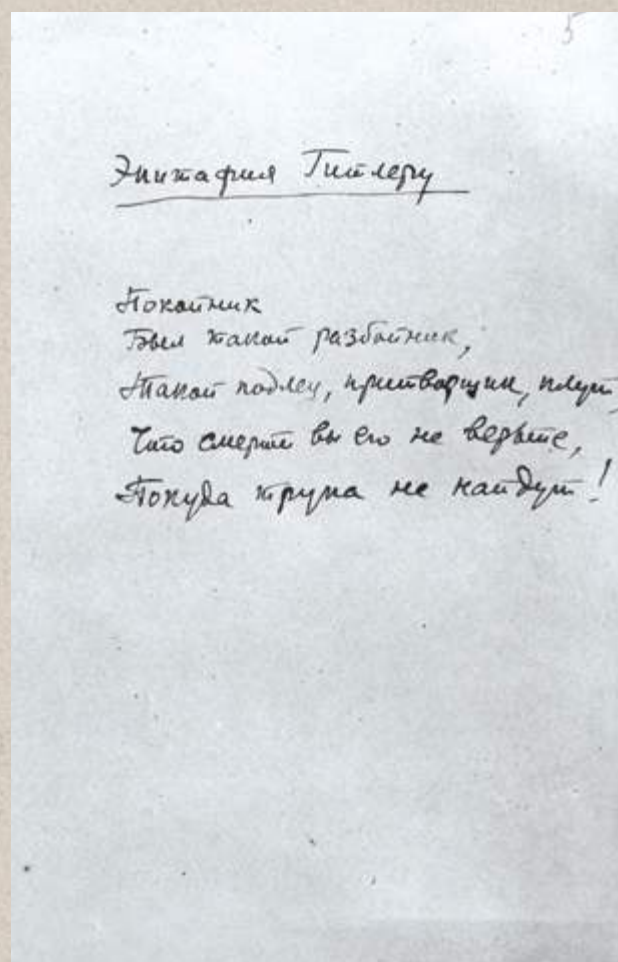 5
Эпитафия Гитлеру
Покойник
Был такой разбойник,
Такой подлец, притворщик, плут,
Что смерти вы его не верьте,
Покуда трупа не найдут!